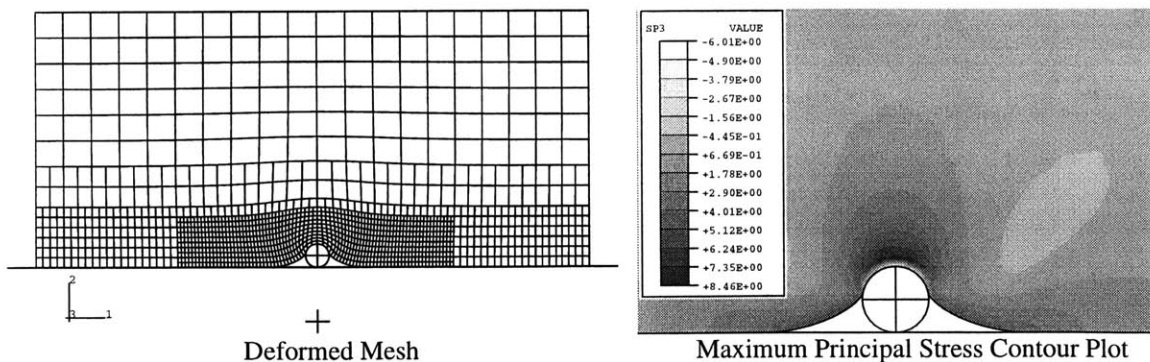 2
3
1
Deformed Mesh
SP3 VALUE
-6.01E+00
-4.90E+00
-3.79E+00
-2.67E+00
-1.56E+00
-4.45E-01
+6.69E-01
+1.78E+00
+2.90E+00
+4.01E+00
+5.12E+00
+6.24E+00
+7.35E+00
+8.46E+00
Maximum Principal Stress Contour Plot